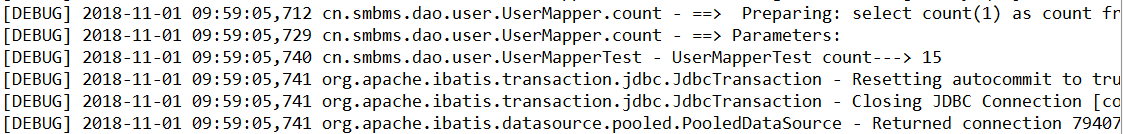 [DEBUG] 2018-11-01 09:59:05,712 cn.smbms.dao.user.UserMapper.count - ==>  Preparing: select count(1) as count fr
[DEBUG] 2018-11-01 09:59:05,729 cn.smbms.dao.user.UserMapper.count - ==> Parameters:
[DEBUG] 2018-11-01 09:59:05,740 cn.smbms.dao.user.UserMapperTest - UserMapperTest count---> 15
[DEBUG] 2018-11-01 09:59:05,741 org.apache.ibatis.transaction.jdbc.JdbcTransaction - Resetting autocommit to tru
[DEBUG] 2018-11-01 09:59:05,741 org.apache.ibatis.transaction.jdbc.JdbcTransaction - Closing JDBC Connection [co
[DEBUG] 2018-11-01 09:59:05,741 org.apache.ibatis.datasource.pooled.PooledDataSource - Returned connection 79407